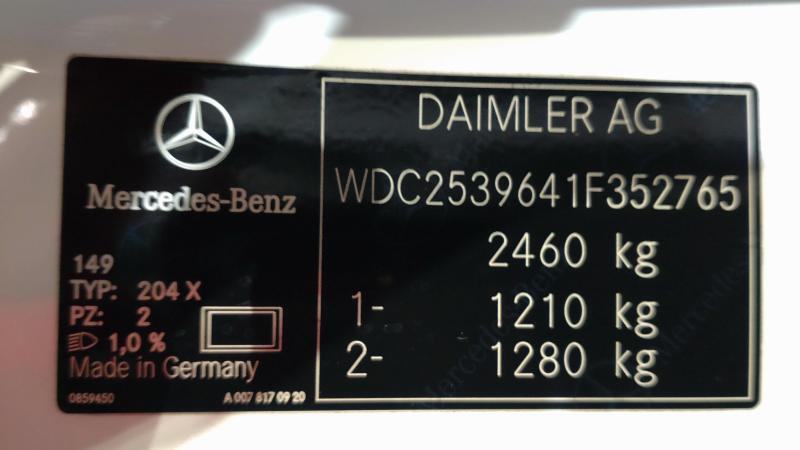 Mercedes-Benz
149
TYP: 204 X
PZ: 2
1,0 %
Made in Germany
0859450 A 007 817 09 20
DAIMLER AG
WDC2539641F352765
2460 kg
1- 1210 kg
2- 1280 kg